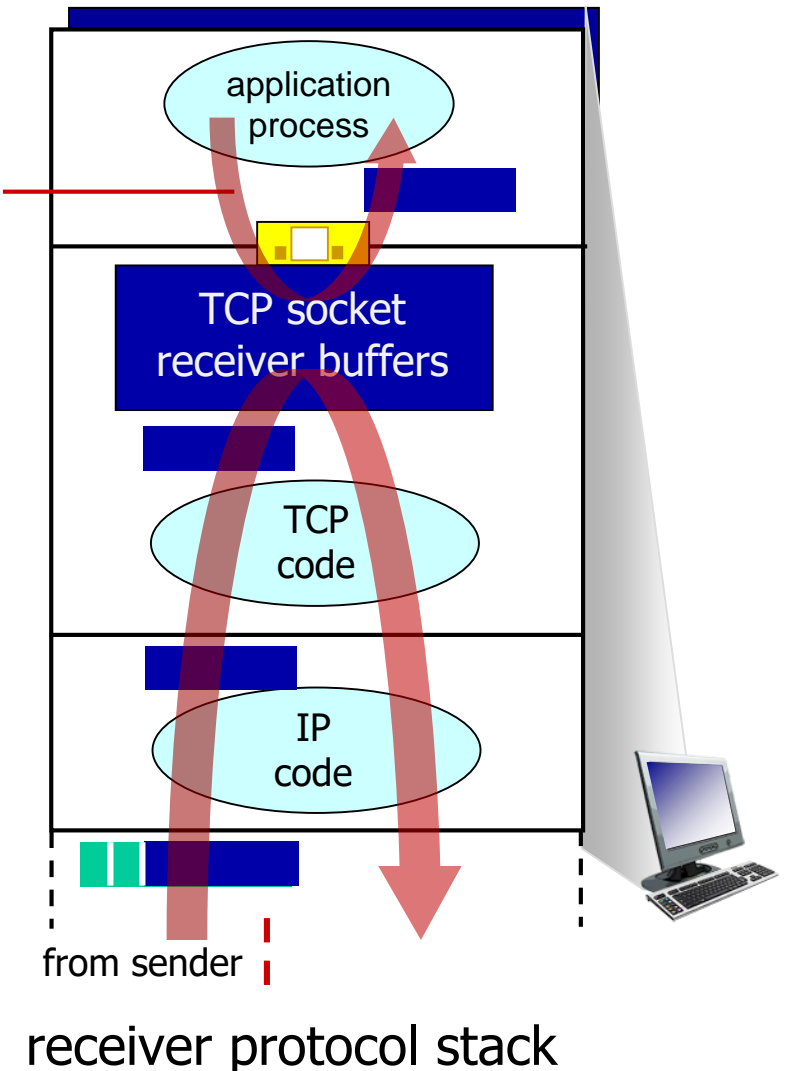 application
process
TCP socket
receiver buffers
TCP
code
IP
code
from sender
receiver protocol stack